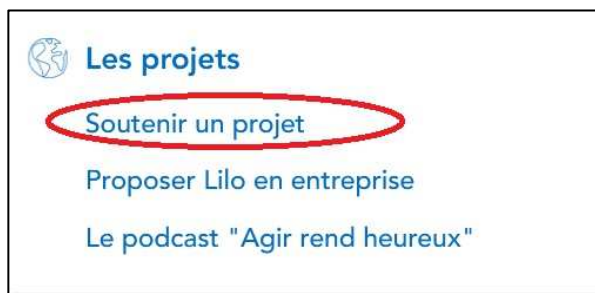 Les projets
Soutenir un projet
Proposer Lilo en entreprise
Le podcast "Agir rend heureux"